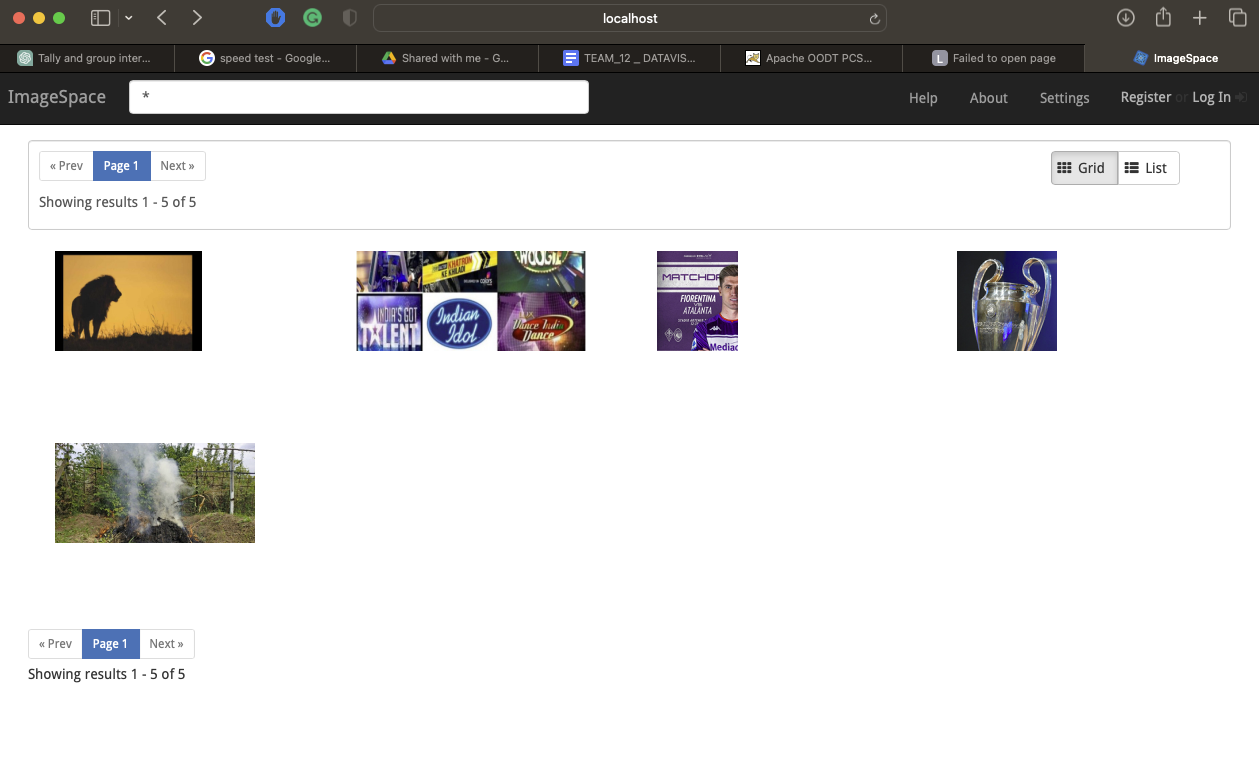 localhost
Tally and group inter...
speed test - Google...
Shared with me - G...
TEAM_12 _ DATAVIS...
Apache OODT PCS...
L Failed to open page
ImageSpace
ImageSpace
*
Help
About
Settings
Register or Log In
« Prev Page 1 Next »
Grid
List
Showing results 1 - 5 of 5
KHATRON
KE KHILADI
WOOGIE
INDIA'S GOT
TALENT
Indian
Idol
Dance India
Dance
MATCHDA
FIORENTINA
ATALANTA
Mediac
« Prev Page 1 Next »
Showing results 1 - 5 of 5